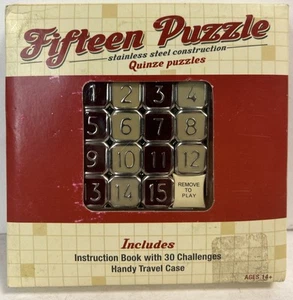 Fifteen Puzzle
stainless steel construction
Quinze puzzles
1 2 3 4
5 6 7 8
9 10 11 12
3 14 15 REMOVE TO PLAY
Includes
Instruction Book with 30 Challenges
Handy Travel Case
AGES 14+